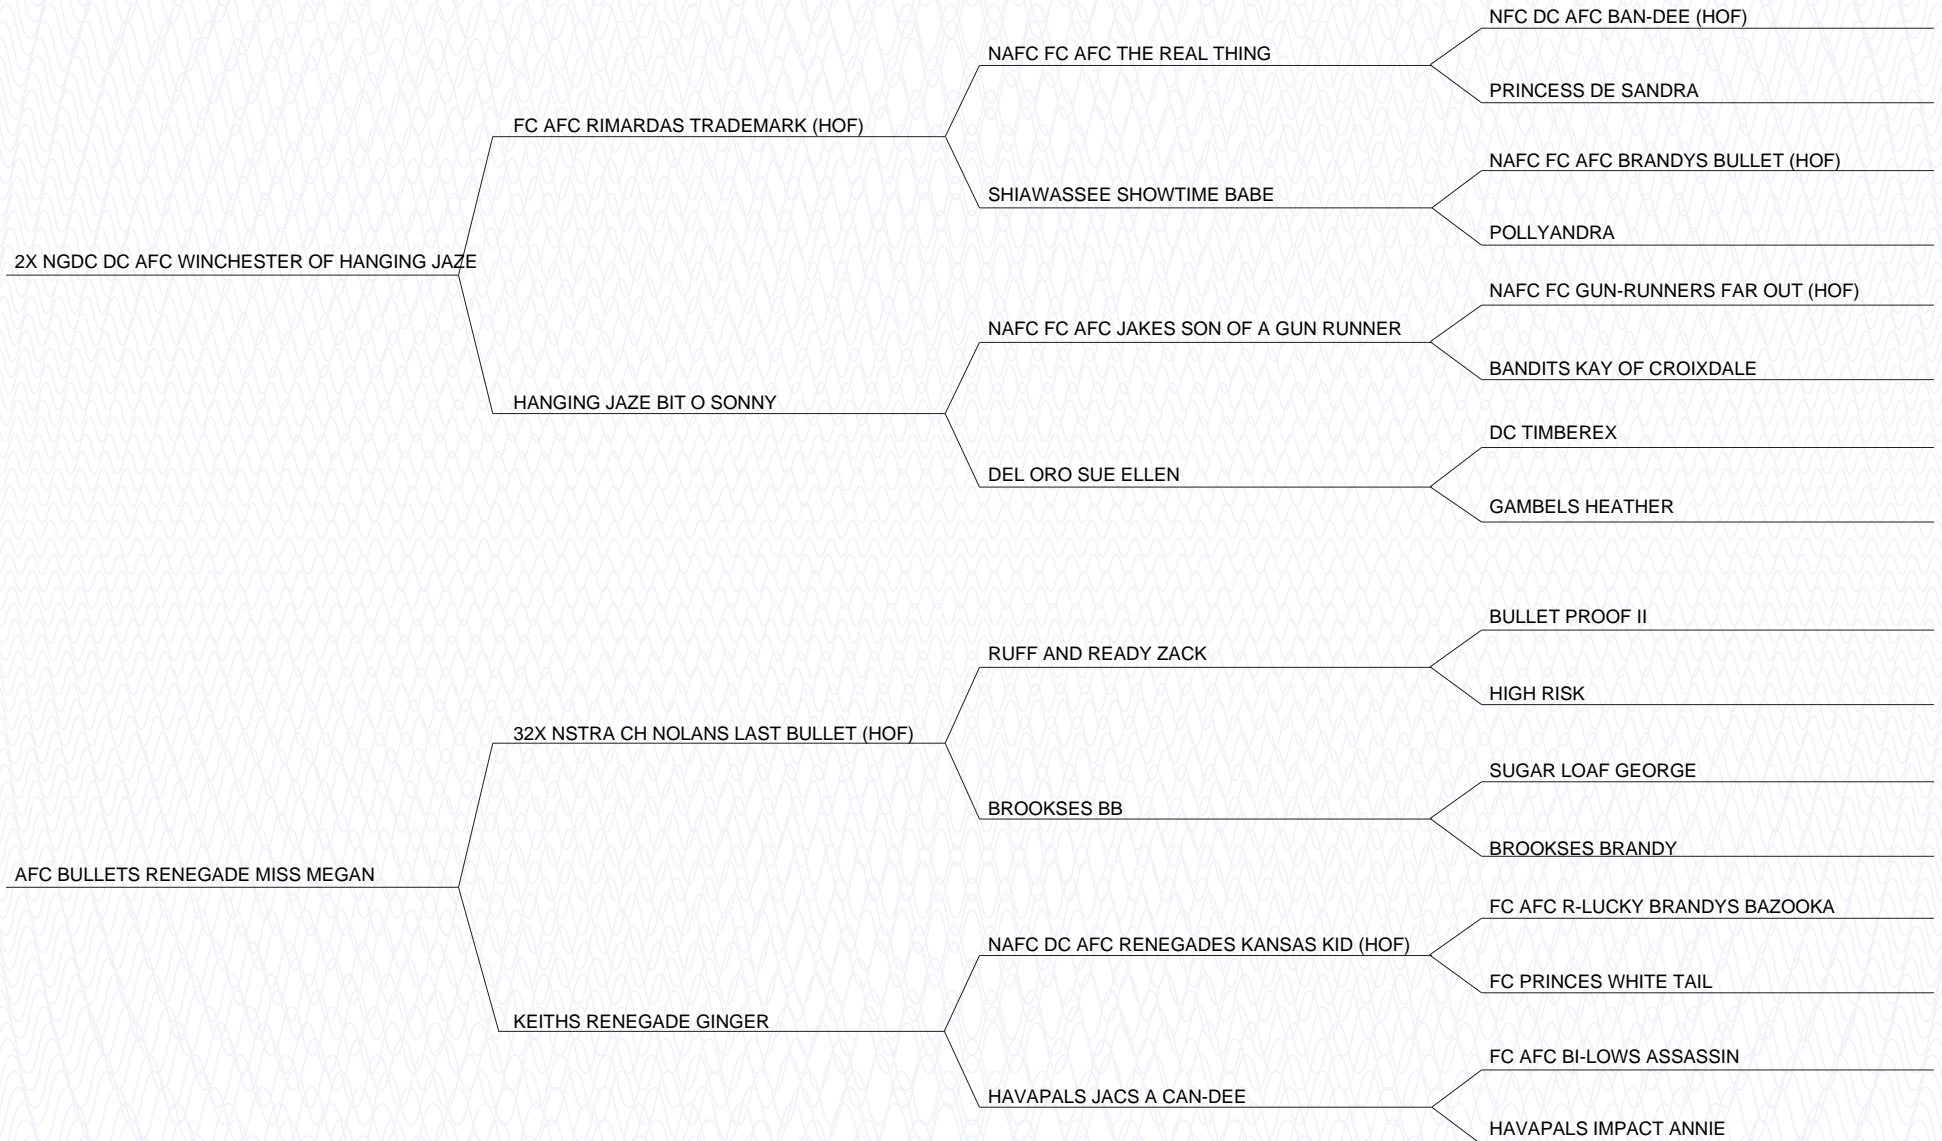 NFC DC AFC BAN-DEE (HOF)
NAFC FC AFC THE REAL THING
PRINCESS DE SANDRA
FC AFC RIMARDAS TRADEMARK (HOF)
NAFC FC AFC BRANDYS BULLET (HOF)
SHIAWASSEE SHOWTIME BABE
POLLYANDRA
2X NGDC DC AFC WINCHESTER OF HANGING JAZE
NAFC FC GUN-RUNNERS FAR OUT (HOF)
NAFC FC AFC JAKES SON OF A GUN RUNNER
BANDITS KAY OF CROIXDALE
HANGING JAZE BIT O SONNY
DC TIMBEREX
DEL ORO SUE ELLEN
GAMBELS HEATHER
BULLET PROOF II
RUFF AND READY ZACK
HIGH RISK
32X NSTRA CH NOLANS LAST BULLET (HOF)
SUGAR LOAF GEORGE
BROOKSES BB
BROOKSES BRANDY
AFC BULLETS RENEGADE MISS MEGAN
FC AFC R-LUCKY BRANDYS BAZOOKA
NAFC DC AFC RENEGADES KANSAS KID (HOF)
FC PRINCES WHITE TAIL
KEITHS RENEGADE GINGER
FC AFC BI-LOWS ASSASSIN
HAVAPALS JACS A CAN-DEE
HAVAPALS IMPACT ANNIE